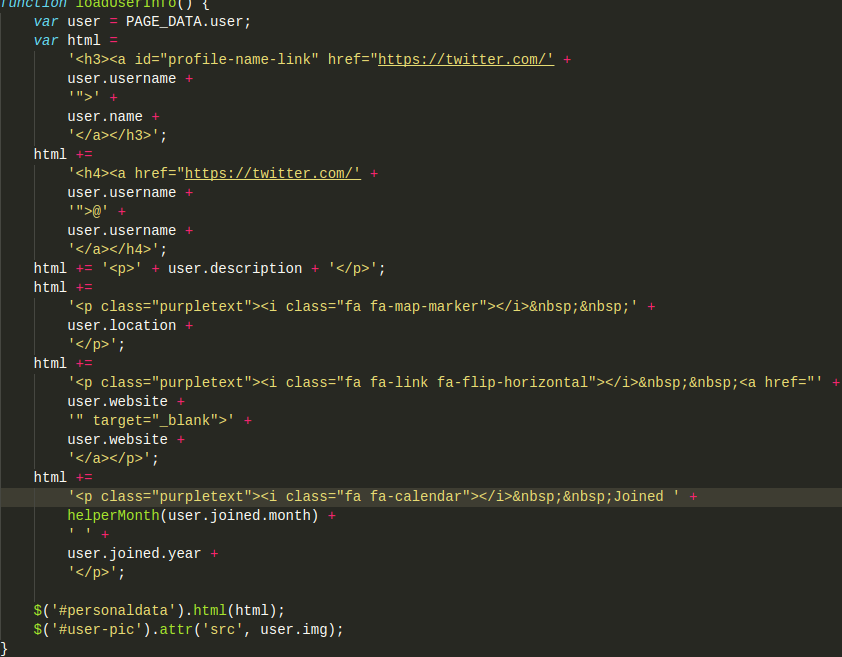 function loadUserInfo() {
    var user = PAGE_DATA.user;
    var html =
        '<h3><a id="profile-name-link" href="https://twitter.com/' +
        user.username +
        '">' +
        user.name +
        '</a></h3>';
    html +=
        '<h4><a href="https://twitter.com/' +
        user.username +
        '">@' +
        user.username +
        '</a></h4>';
    html += '<p>' + user.description + '</p>';
    html +=
        '<p class="purpletext"><i class="fa fa-map-marker"></i>&nbsp;&nbsp;' +
        user.location +
        '</p>';
    html +=
        '<p class="purpletext"><i class="fa fa-link fa-flip-horizontal"></i>&nbsp;&nbsp;<a href="' +
        user.website +
        '" target="_blank">' +
        user.website +
        '</a></p>';
    html +=
        '<p class="purpletext"><i class="fa fa-calendar"></i>&nbsp;&nbsp;Joined ' +
        helperMonth(user.joined.month) +
        ' ' +
        user.joined.year +
        '</p>';

    $('#personaldata').html(html);
    $('#user-pic').attr('src', user.img);
}